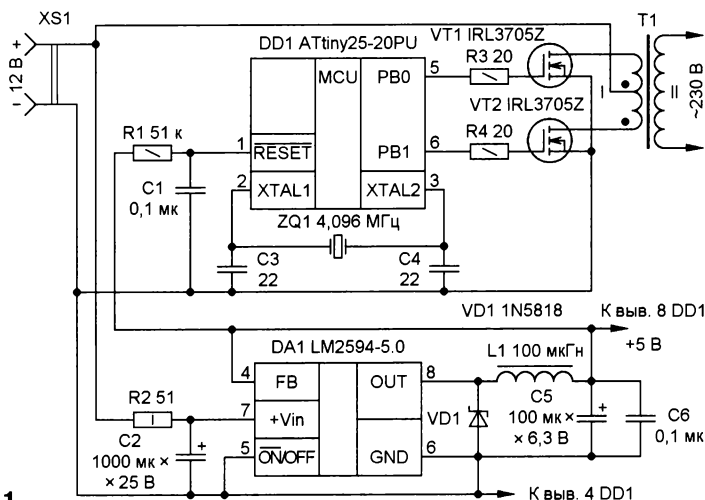 XS1
+
12 В
−
DD1 ATtiny25-20PU
MCU
PB0
PB1
RESET
XTAL1
XTAL2
1
2
5
6
3
VT1 IRL3705Z
R3 20
VT2 IRL3705Z
R4 20
T1
I
II
~230 В
R1 51 к
C1
0,1 мк
ZQ1 4,096 МГц
C3
22
C4
22
VD1 1N5818
К выв. 8 DD1
+5 В
DA1 LM2594-5.0
L1 100 мкГн
4
FB
OUT
8
R2 51
7
+Vin
5
ON/OFF
GND
6
C2
1000 мк ×
× 25 В
+
VD1
C5
100 мк ×
× 6,3 В
+
C6
0,1 мк
К выв. 4 DD1
1